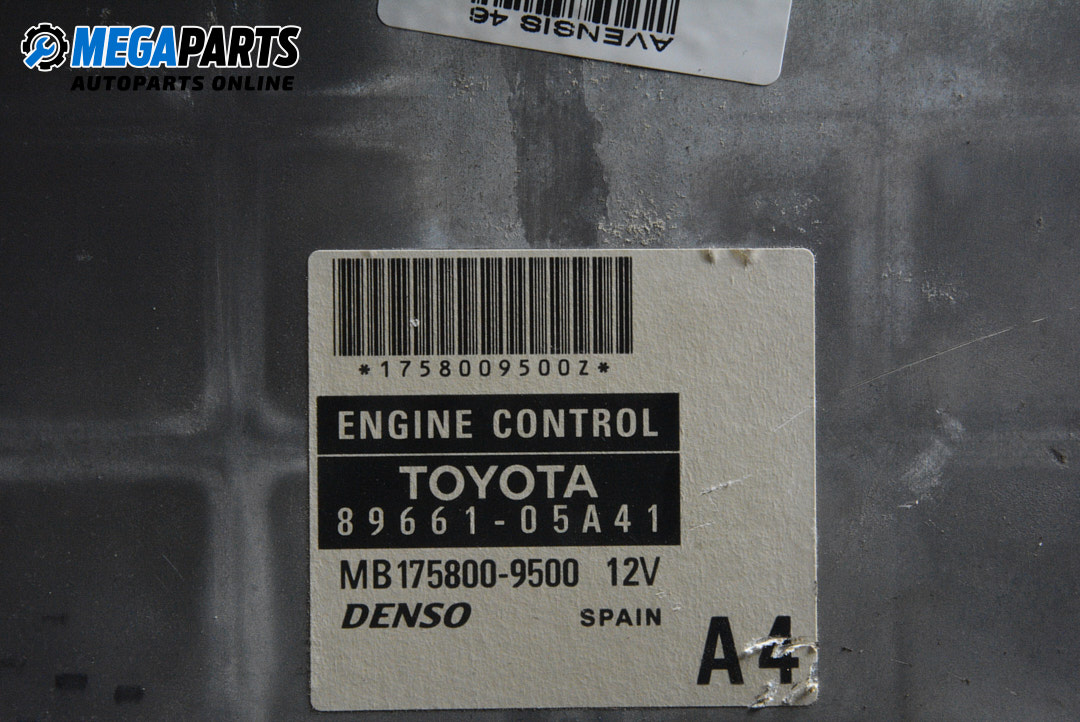 MEGAPARTS
AUTOPARTS ONLINE
AVENSIS 46
*1758009500Z*
ENGINE CONTROL
TOYOTA
89661-05A41
MB175800-9500 12V
DENSO SPAIN
A4